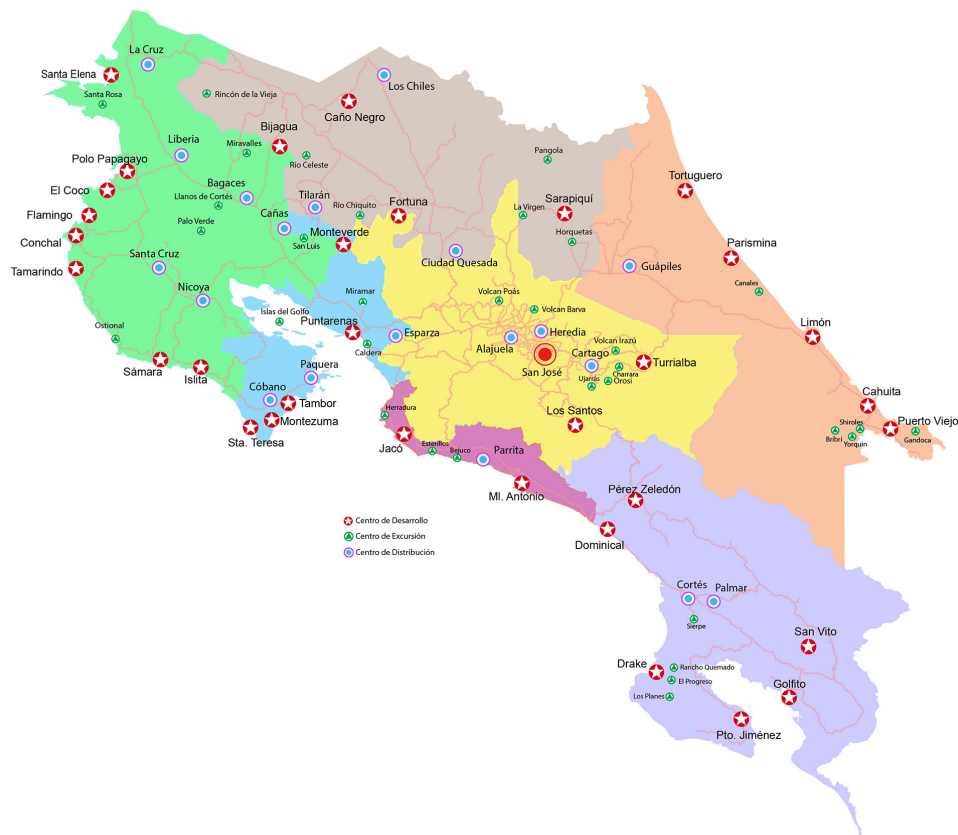 La Cruz
Santa Elena
Los Chiles
Santa Rosa
Rincón de la Vieja
Caño Negro
Bijagua
Liberia
Miravalles
Río Celeste
Pangola
Polo Papagayo
Tortuguero
El Coco
Bagaces
Tilarán
Llanos de Cortés
Fortuna
Sarapiquí
Río Chiquito
La Virgen
Flamingo
Cañas
Palo Verde
Conchal
San Luis
Monteverde
Horquetas
Parismina
Santa Cruz
Ciudad Quesada
Guápiles
Tamarindo
Nicoya
Miramar
Volcan Poás
Canales
Islas del Golfo
Volcan Barva
Ostional
Puntarenas
Esparza
Heredia
Limón
Alajuela
Volcan Irazú
Caldera
Cartago
San José
Turrialba
Sámara
Islita
Paquera
Charrara
Ujarrás
Orosi
Cóbano
Tambor
Cahuita
Herradura
Los Santos
Montezuma
Puerto Viejo
Shiroles
Sta. Teresa
Jacó
Esterillos
Bribri
Yorquin
Gandoca
Bejuco
Parrita
Ml. Antonio
Pérez Zeledón
Centro de Desarrollo
Centro de Excursión
Centro de Distribución
Dominical
Cortés
Palmar
Sierpe
San Vito
Drake
Rancho Quemado
El Progreso
Los Planes
Golfito
Pto. Jiménez